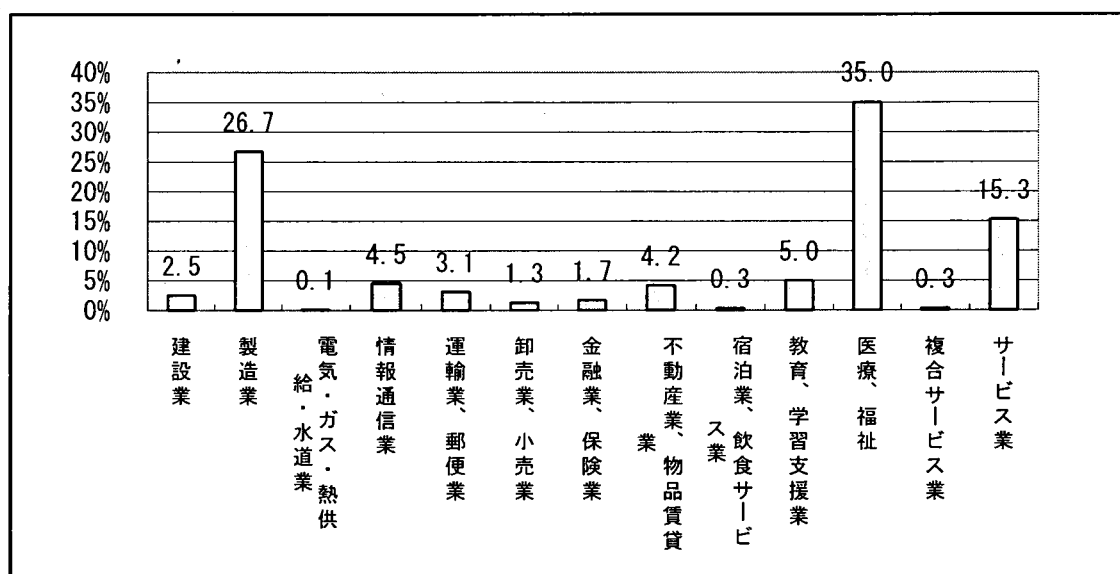 40%
35%
30%
25%
20%
15%
10%
5%
0%
2.5
26.7
0.1
4.5
3.1
1.3
1.7
4.2
0.3
5.0
35.0
0.3
15.3
建設業
製造業
電気・ガス・熱供
給・水道業
情報通信業
運輸業、郵便業
卸売業、小売業
金融業、保険業
不動産業、物品賃貸
業
宿泊業、飲食サービ
ス業
教育、学習支援業
医療、福祉
複合サービス業
サービス業